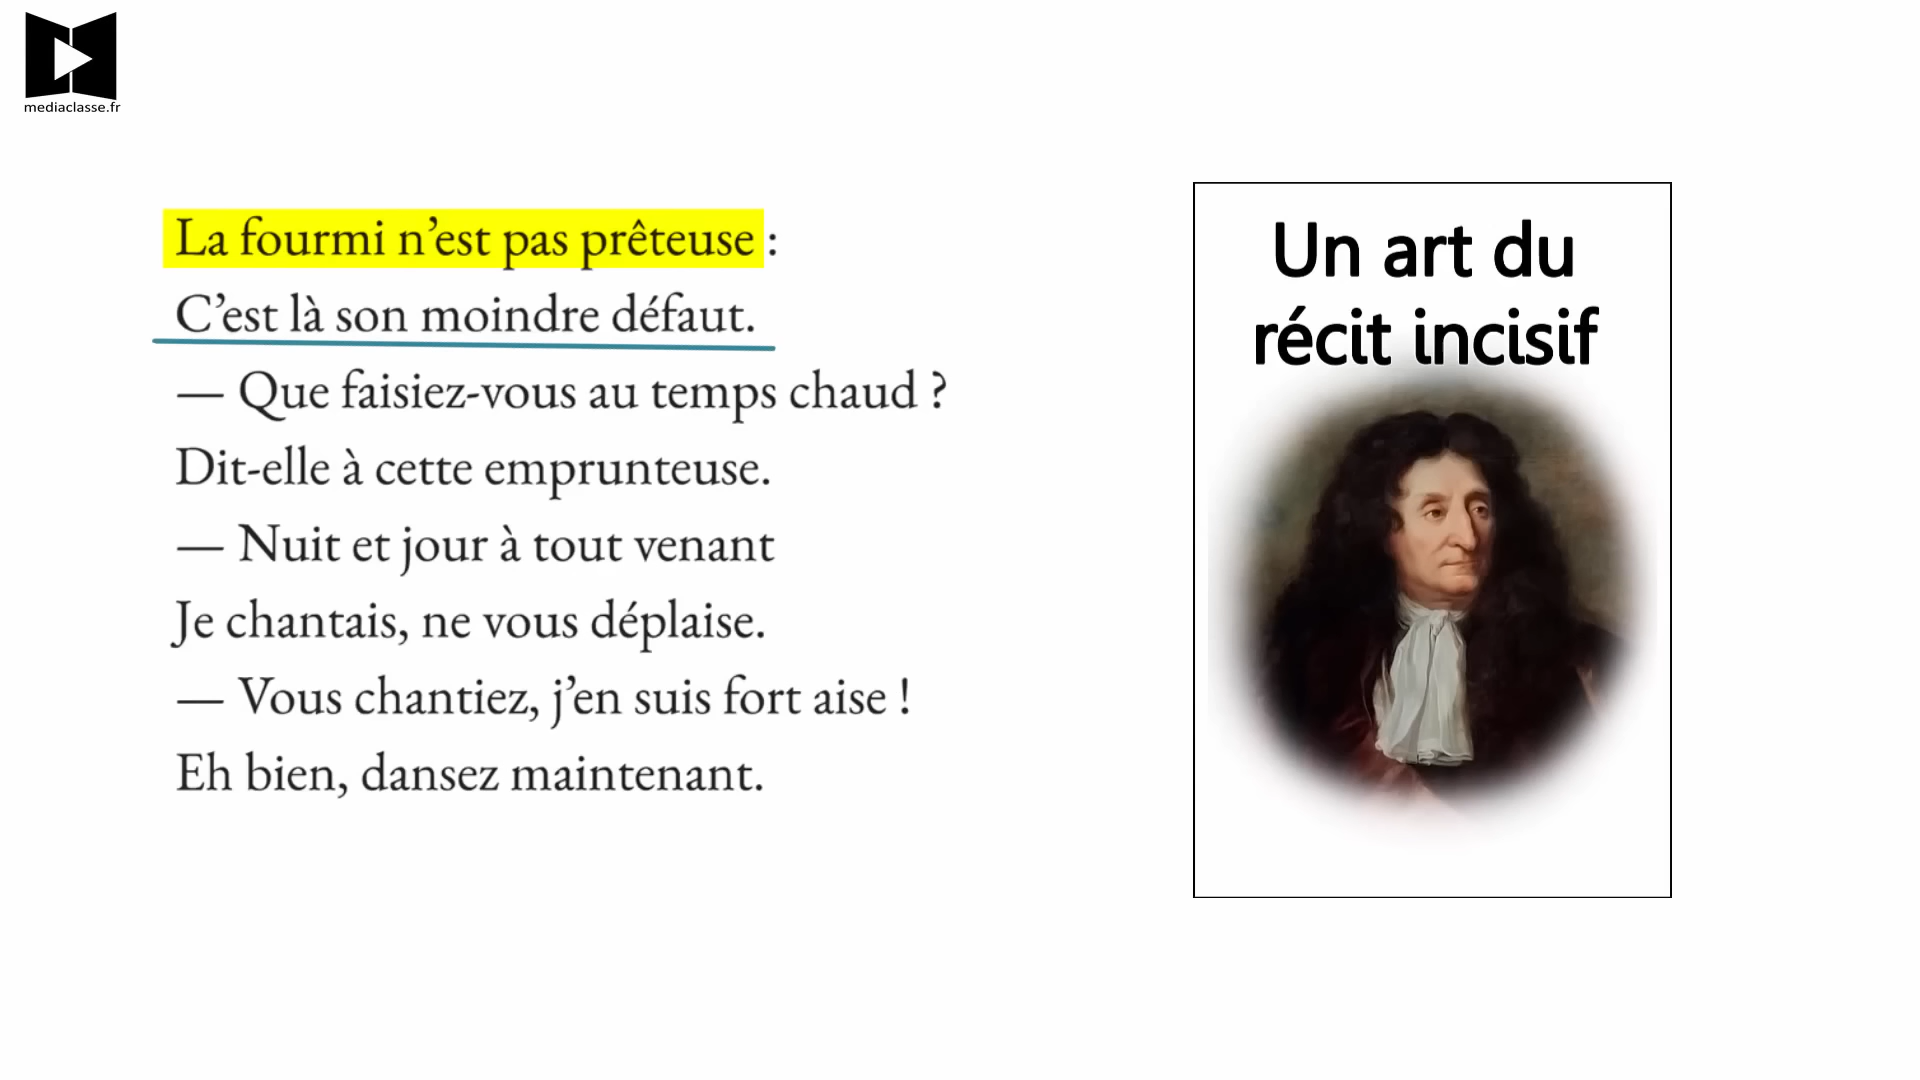 mediaclasse.fr
La fourmi n’est pas prêteuse :
C’est là son moindre défaut.
— Que faisiez-vous au temps chaud ?
Dit-elle à cette emprunteuse.
— Nuit et jour à tout venant
Je chantais, ne vous déplaise.
— Vous chantiez, j’en suis fort aise !
Eh bien, dansez maintenant.
Un art du
récit incisif